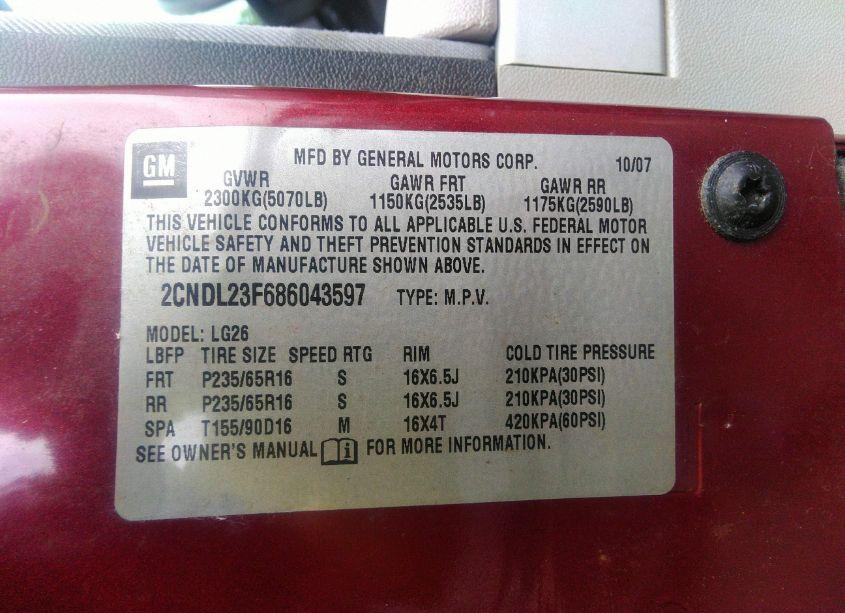 GM
MFD BY GENERAL MOTORS CORP. 10/07
GVWR GAWR FRT GAWR RR
2300KG(5070LB) 1150KG(2535LB) 1175KG(2590LB)
THIS VEHICLE CONFORMS TO ALL APPLICABLE U.S. FEDERAL MOTOR
VEHICLE SAFETY AND THEFT PREVENTION STANDARDS IN EFFECT ON
THE DATE OF MANUFACTURE SHOWN ABOVE.
2CNDL23F686043597 TYPE: M.P.V.
MODEL: LG26
LBFP TIRE SIZE SPEED RTG RIM COLD TIRE PRESSURE
FRT P235/65R16 S 16X6.5J 210KPA(30PSI)
RR P235/65R16 S 16X6.5J 210KPA(30PSI)
SPA T155/90D16 M 16X4T 420KPA(60PSI)
SEE OWNER'S MANUAL FOR MORE INFORMATION.